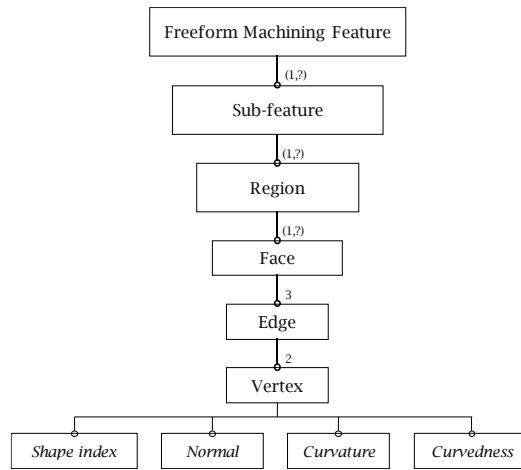 Freeform Machining Feature
(1,?)
Sub-feature
(1,?)
Region
(1,?)
Face
3
Edge
2
Vertex
Shape index
Normal
Curvature
Curvedness